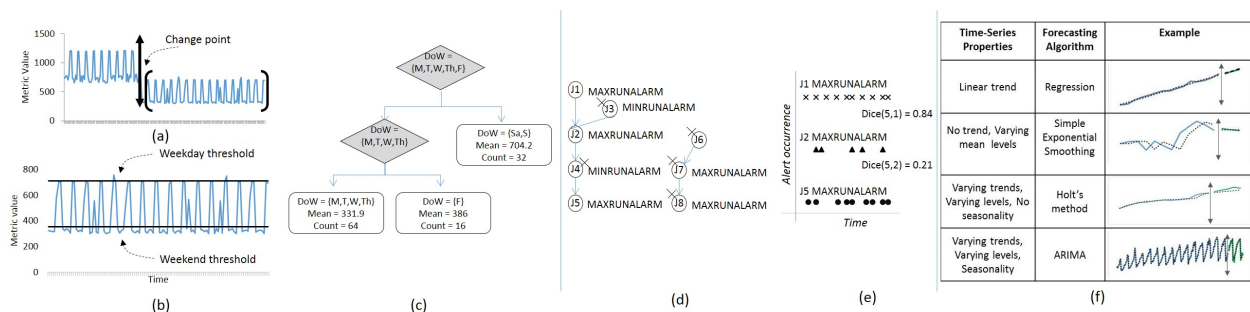 Metric Value
1500
1000
500
0
Change point
(a)
Weekday threshold
Metric value
800
600
400
200
0
Weekend threshold
Time
(b)
DoW =
{M,T,W,Th,F}
DoW =
{M,T,W,Th}
DoW = {Sa,S}
Mean = 704.2
Count = 32
DoW = {M,T,W,Th}
Mean = 331.9
Count = 64
DoW = {F}
Mean = 386
Count = 16
(c)
J1 MAXRUNALARM
J3 MINRUNALARM
J2 MAXRUNALARM
J6
J4 MINRUNALARM
J7 MAXRUNALARM
J5 MAXRUNALARM
J8 MAXRUNALARM
(d)
Alert occurrence
J1 MAXRUNALARM
Dice(5,1) = 0.84
J2 MAXRUNALARM
Dice(5,2) = 0.21
J5 MAXRUNALARM
Time
(e)
Time-Series
Properties
Forecasting
Algorithm
Example
Linear trend
Regression
No trend, Varying
mean levels
Simple
Exponential
Smoothing
Varying trends,
Varying levels, No
seasonality
Holt's
method
Varying trends,
Varying levels,
Seasonality
ARIMA
(f)